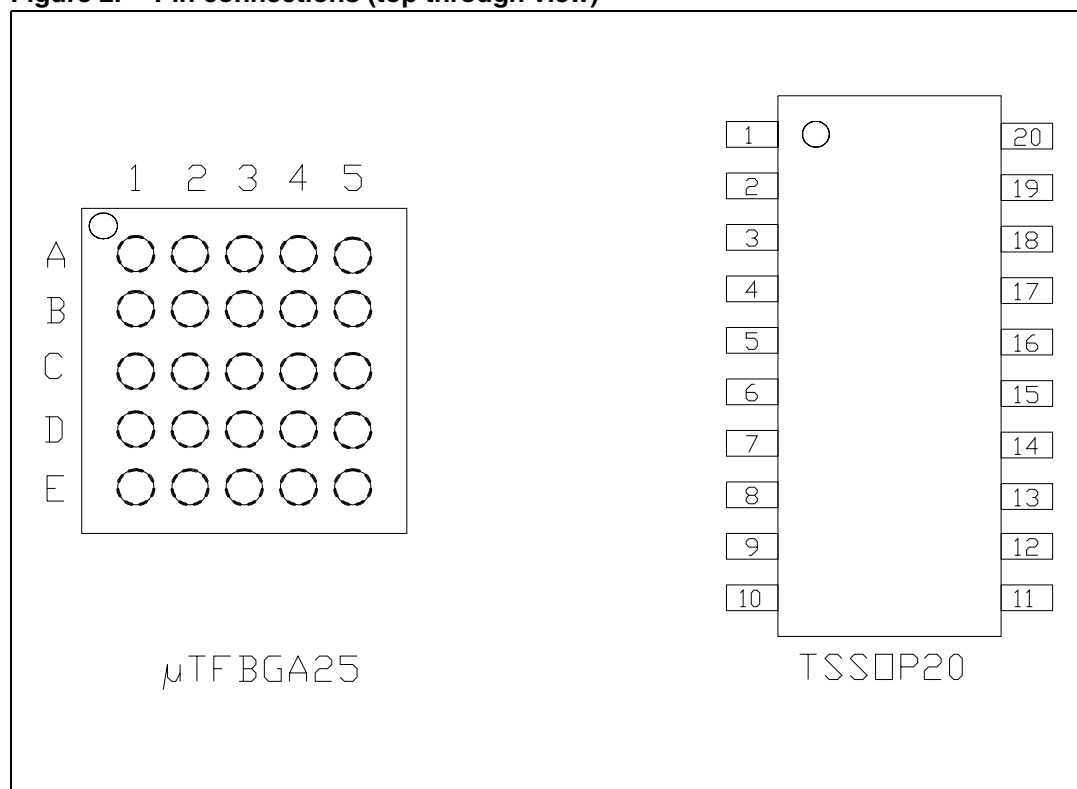 Figure 2. Pin connections (top through view)
1 2 3 4 5
A
B
C
D
E
μTFBGA25
1 20
2 19
3 18
4 17
5 16
6 15
7 14
8 13
9 12
10 11
TSSOP20